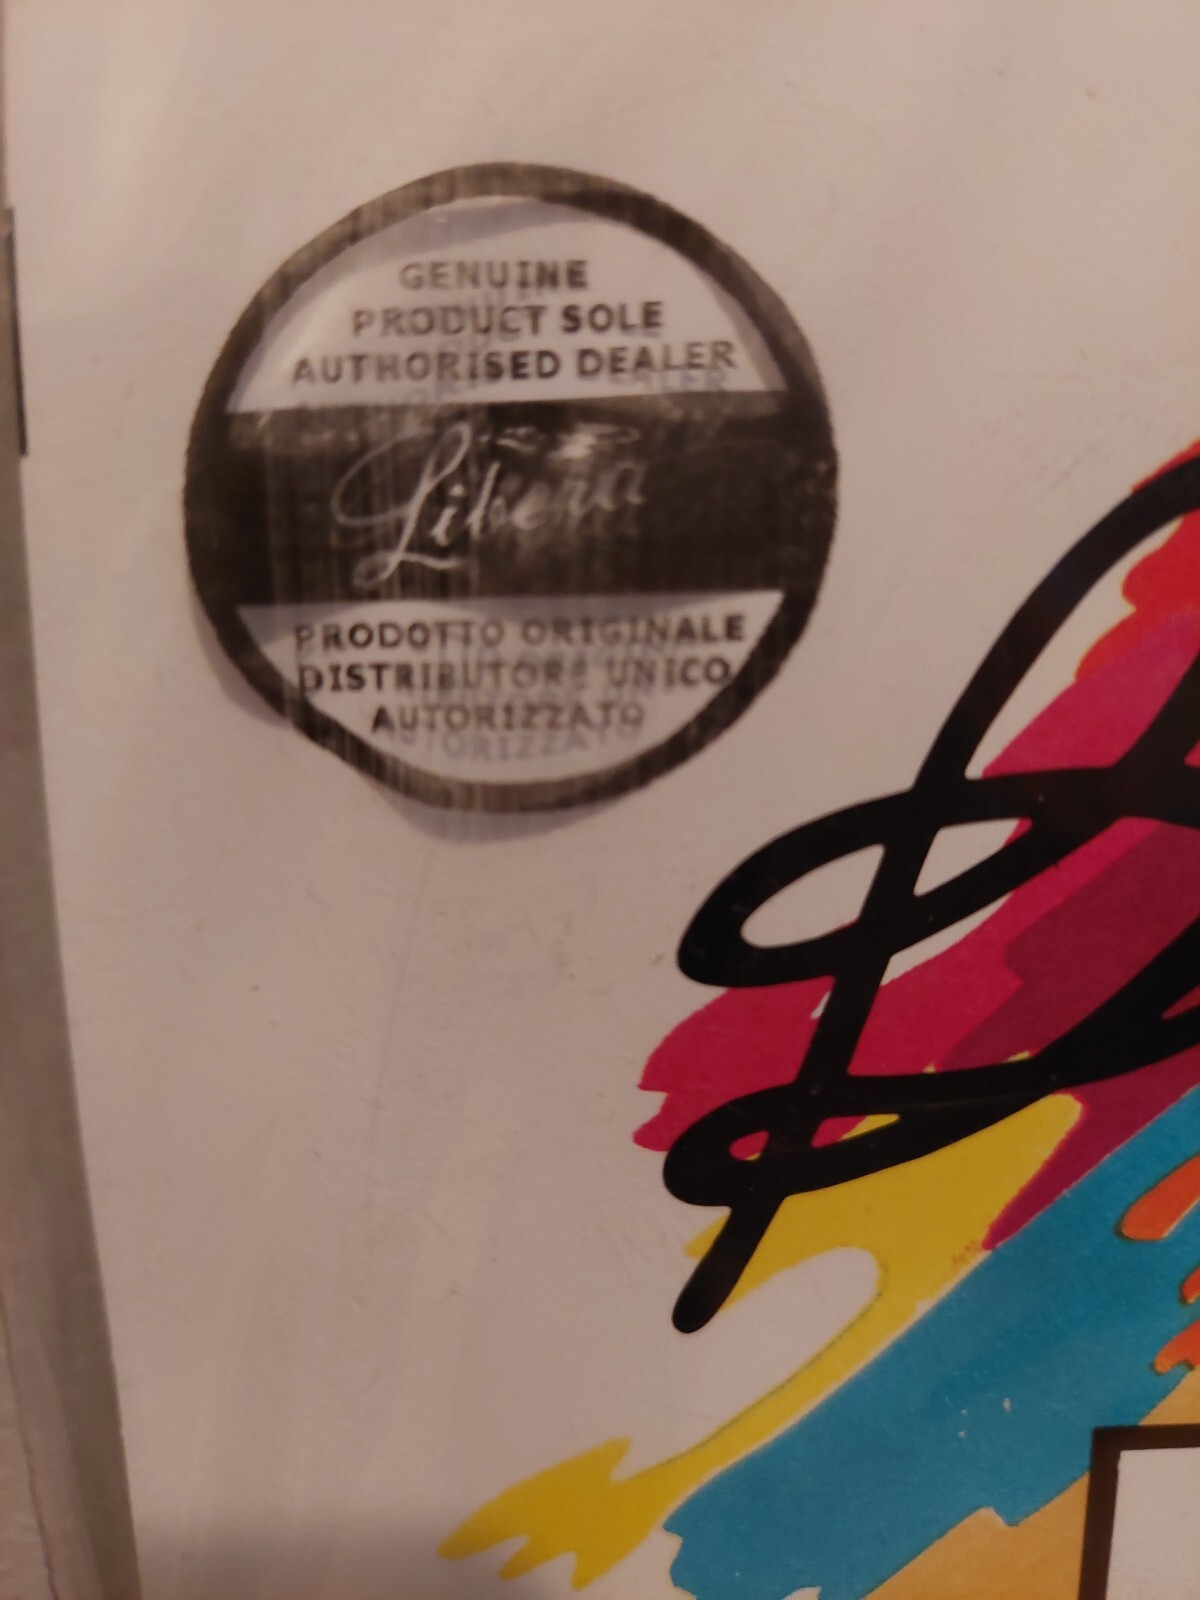 GENUINE
PRODUCT SOLE
AUTHORISED DEALER
Libera
PRODOTTO ORIGINALE
DISTRIBUTORE UNICO
AUTORIZZATO